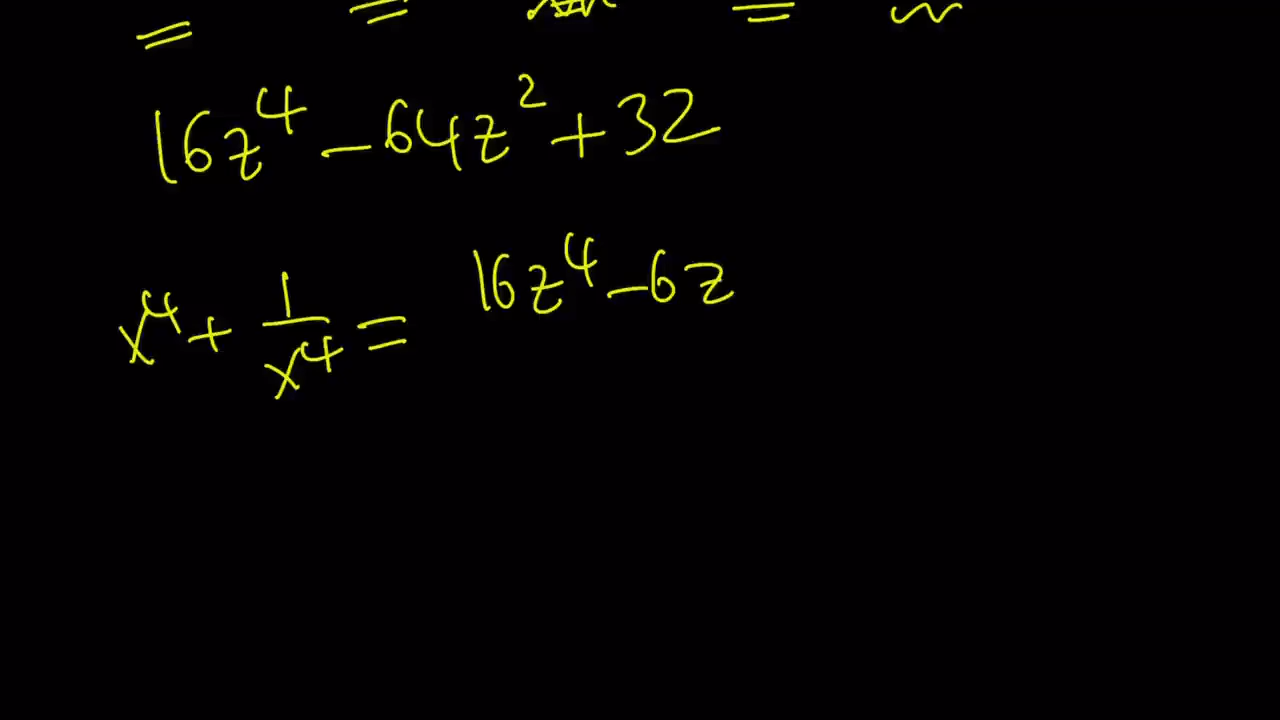 16z⁴ - 64z² + 32
x⁴ + 1/x⁴ = 16z⁴ - 6z